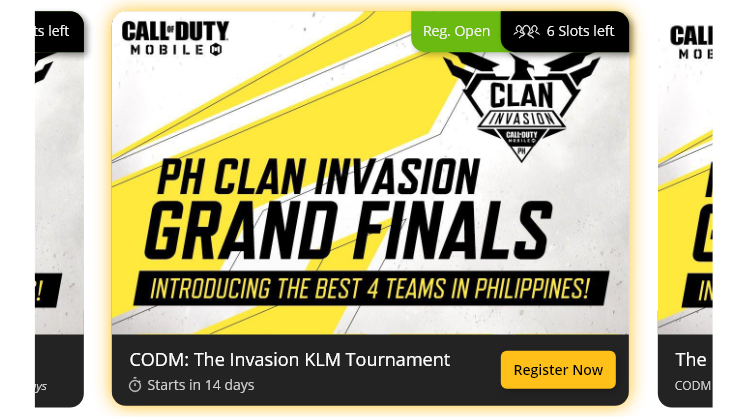 ts left
CALL OF DUTY
MOBILE
Reg. Open
6 Slots left
CLAN
INVASION
CALL OF DUTY
MOBILE
PH
PH CLAN INVASION
GRAND FINALS
INTRODUCING THE BEST 4 TEAMS IN PHILIPPINES!
CODM: The Invasion KLM Tournament
Starts in 14 days
Register Now
!
ys
CALL
MOB
G
IN
The
CODM